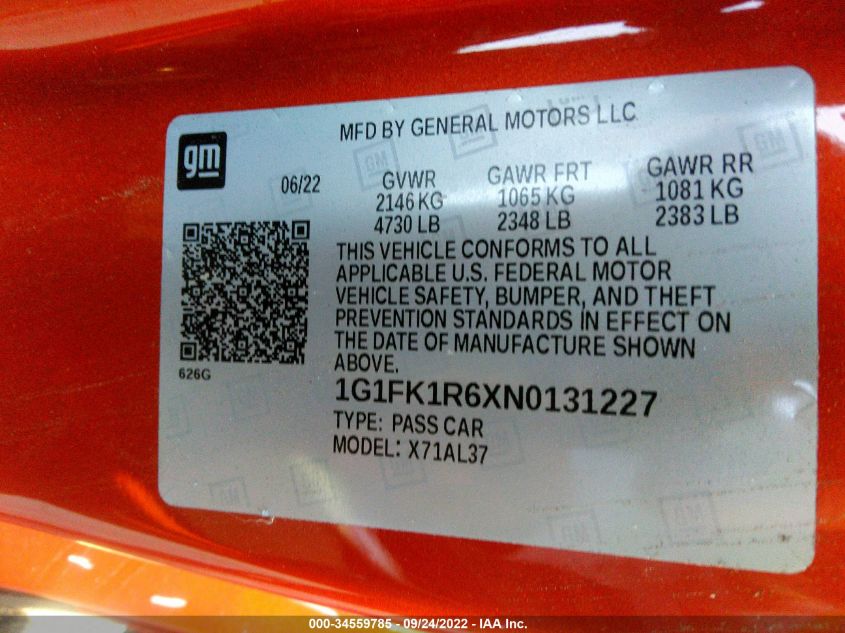 MFD BY GENERAL MOTORS LLC
gm
06/22
GVWR GAWR FRT GAWR RR
2146 KG 1065 KG 1081 KG
4730 LB 2348 LB 2383 LB
THIS VEHICLE CONFORMS TO ALL
APPLICABLE U.S. FEDERAL MOTOR
VEHICLE SAFETY, BUMPER, AND THEFT
PREVENTION STANDARDS IN EFFECT ON
THE DATE OF MANUFACTURE SHOWN
ABOVE.
626G
1G1FK1R6XN0131227
TYPE: PASS CAR
MODEL: X71AL37
000-34559785 - 09/24/2022 - IAA Inc.